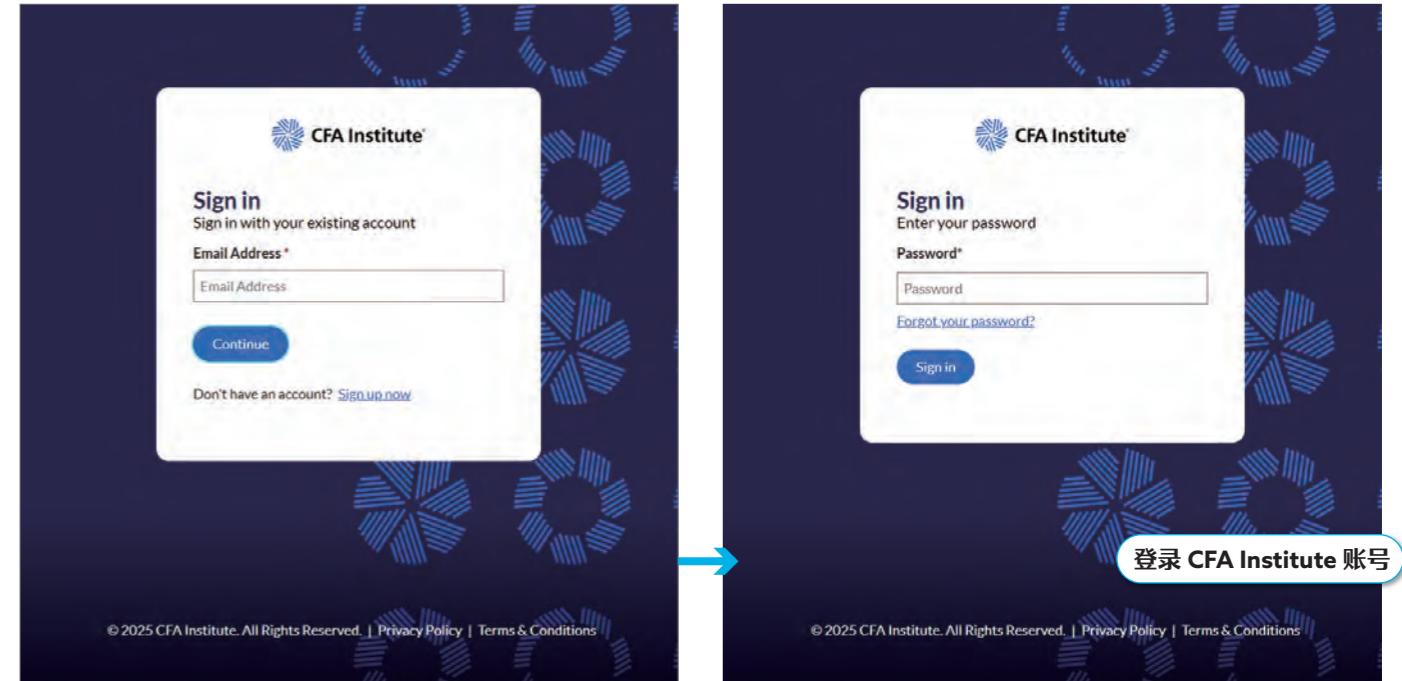 CFA Institute
Sign in
Sign in with your existing account
Email Address *
Email Address
Continue
Don't have an account? Sign up now
© 2025 CFA Institute. All Rights Reserved. | Privacy Policy | Terms & Conditions
CFA Institute
Sign in
Enter your password
Password*
Password
Forgot your password?
Sign in
登录 CFA Institute 账号
© 2025 CFA Institute. All Rights Reserved. | Privacy Policy | Terms & Conditions